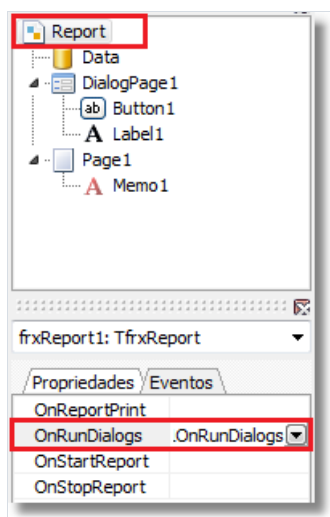 Report
Data
DialogPage1
ab Button1
A Label1
Page1
A Memo1
frxReport1: TfrxReport
Propriedades Eventos
OnReportPrint
OnRunDialogs .OnRunDialogs
OnStartReport
OnStopReport